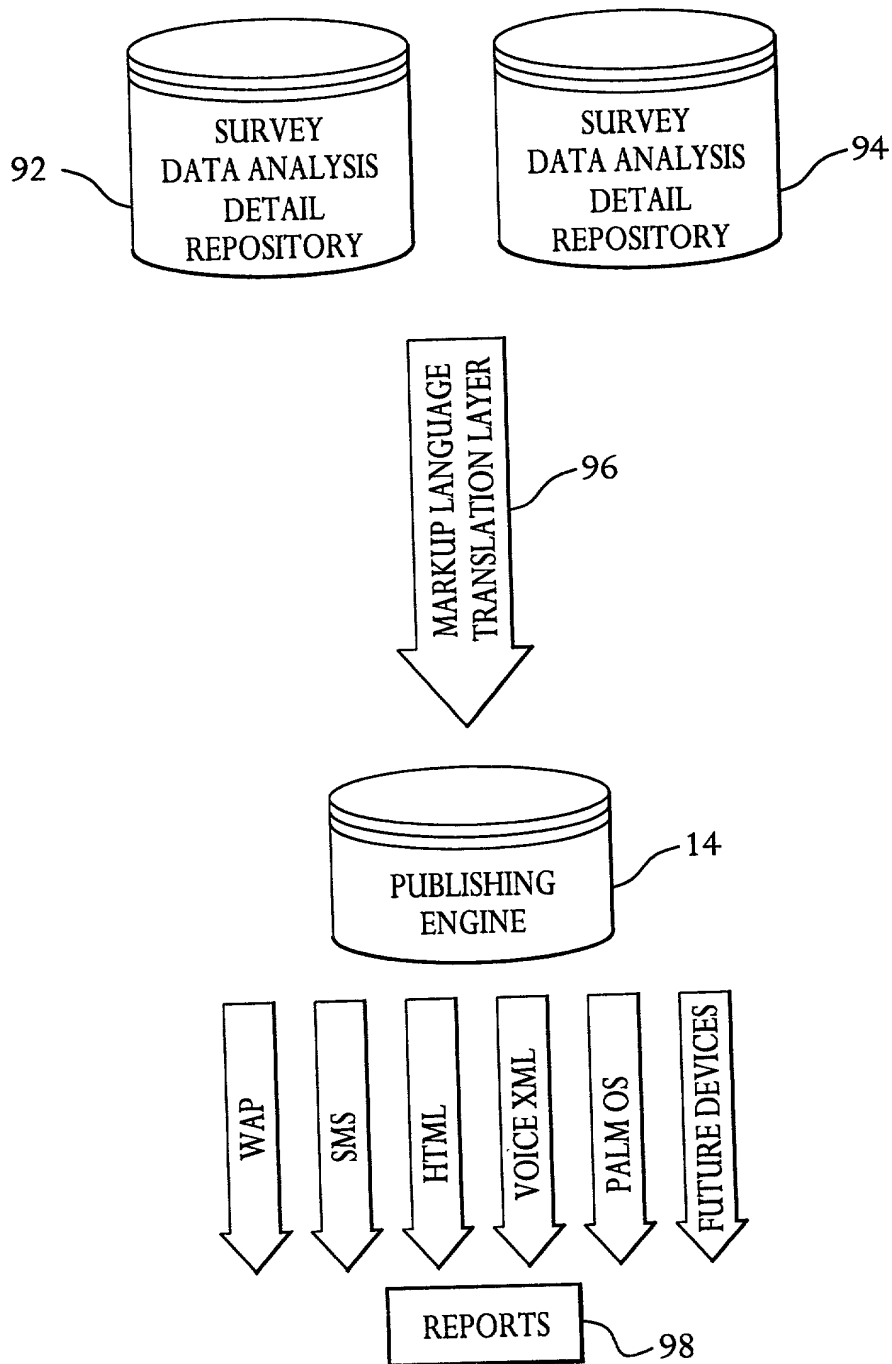 SURVEY
DATA ANALYSIS
DETAIL
REPOSITORY
92
SURVEY
DATA ANALYSIS
DETAIL
REPOSITORY
94
MARKUP LANGUAGE
TRANSLATION LAYER
96
PUBLISHING
ENGINE
14
WAP
SMS
HTML
VOICE XML
PALM OS
FUTURE DEVICES
REPORTS
98